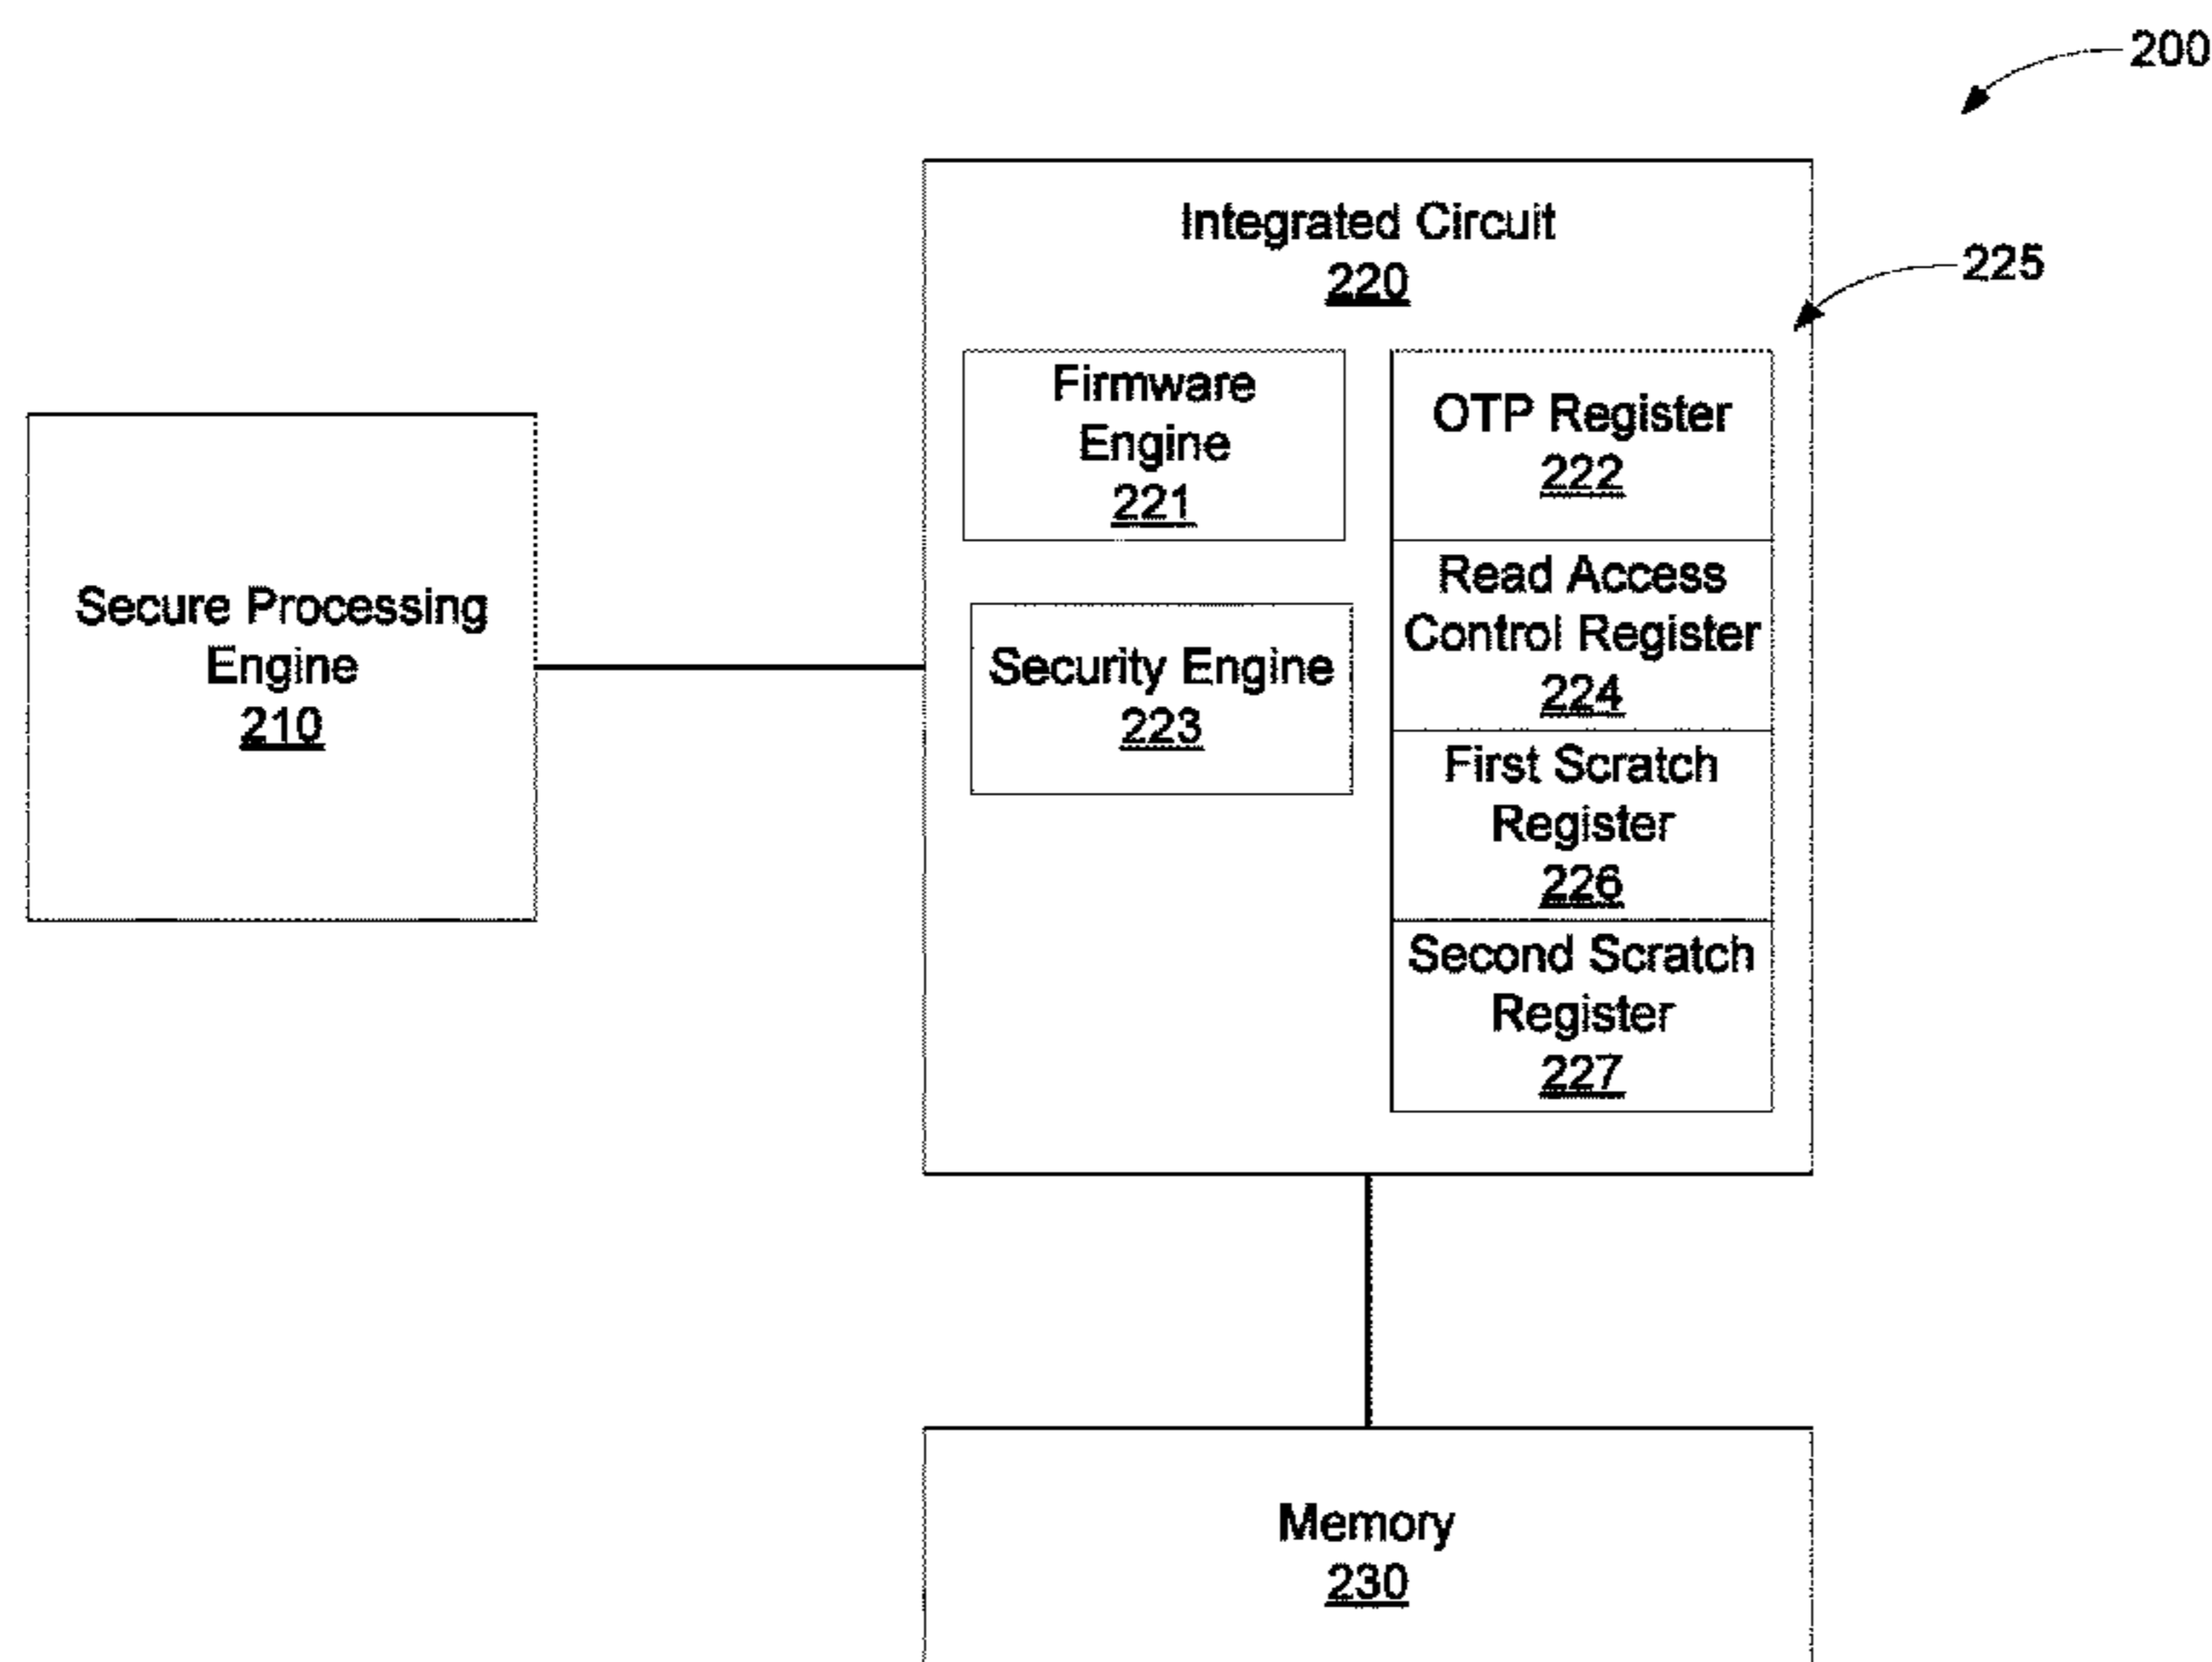 200
Integrated Circuit
220
225
Firmware
Engine
221
OTP Register
222
Secure Processing
Engine
210
Security Engine
223
Read Access
Control Register
224
First Scratch
Register
226
Second Scratch
Register
227
Memory
230